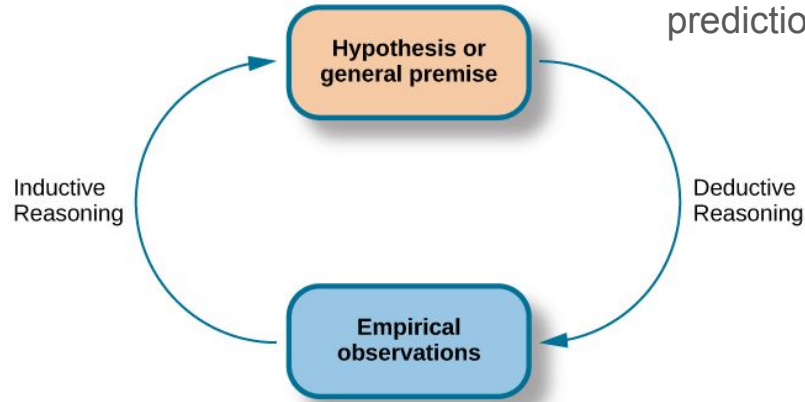 predictio
Hypothesis or
general premise
Inductive
Reasoning
Deductive
Reasoning
Empirical
observations